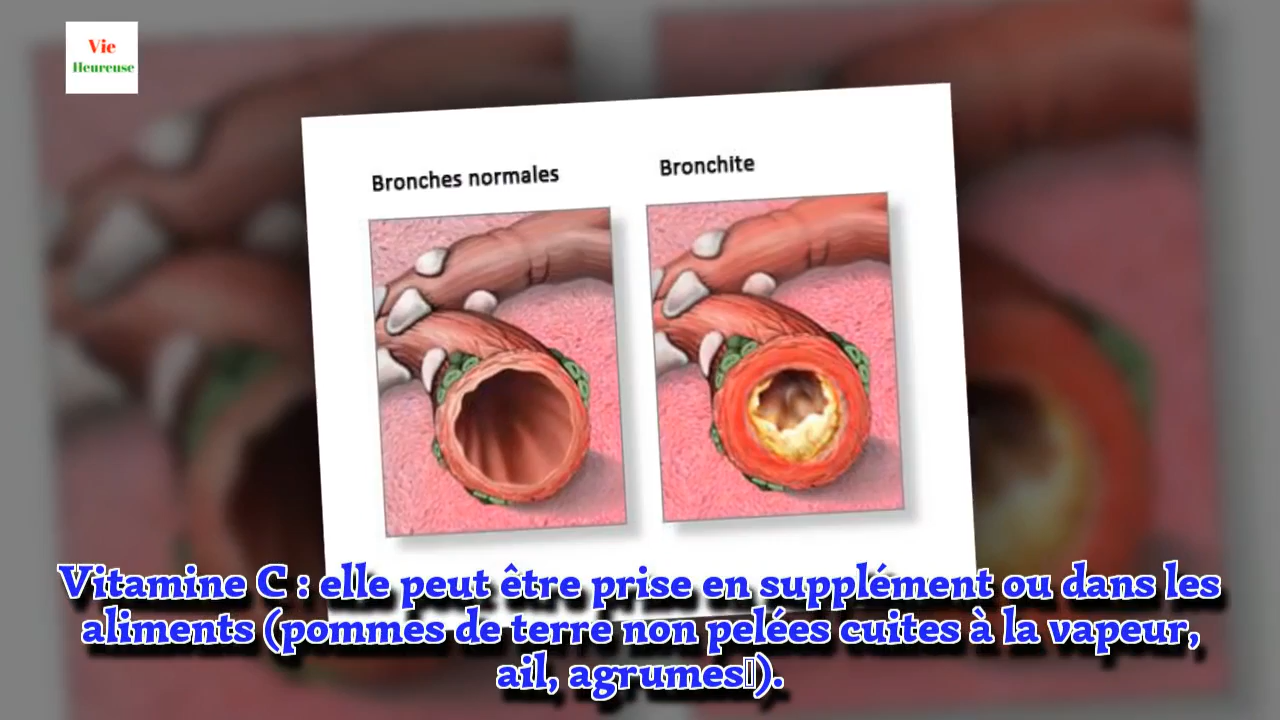 Vie
Heureuse
Bronches normales
Bronchite
Vitamine C : elle peut être prise en supplément ou dans les
aliments (pommes de terre non pelées cuites à la vapeur,
ail, agrumes▯).